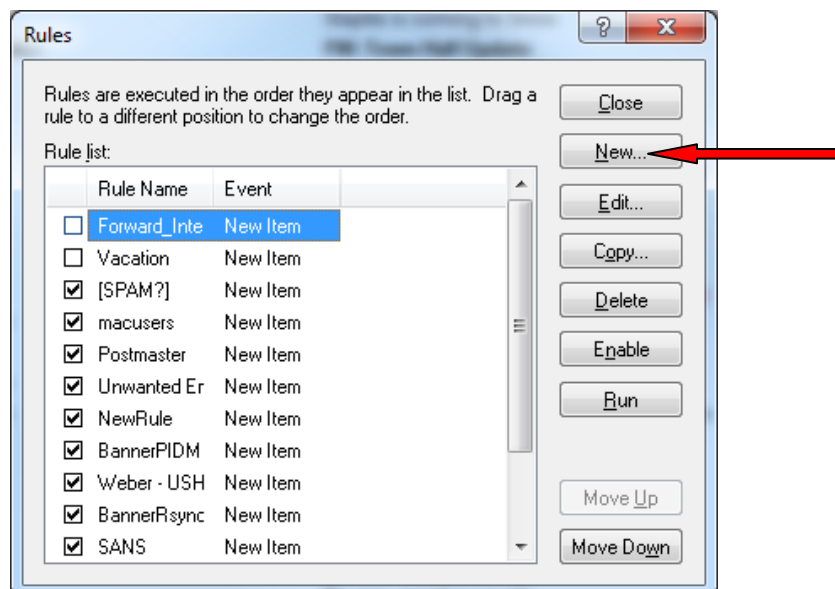 Rules
Rules are executed in the order they appear in the list. Drag a
rule to a different position to change the order.
Rule list:
Rule Name Event
Forward_Inte New Item
Vacation New Item
[SPAM?] New Item
macusers New Item
Postmaster New Item
Unwanted Er New Item
NewRule New Item
BannerPIDM New Item
Weber - USH New Item
BannerRsync New Item
SANS New Item
Close
New...
Edit...
Copy...
Delete
Enable
Run
Move Up
Move Down